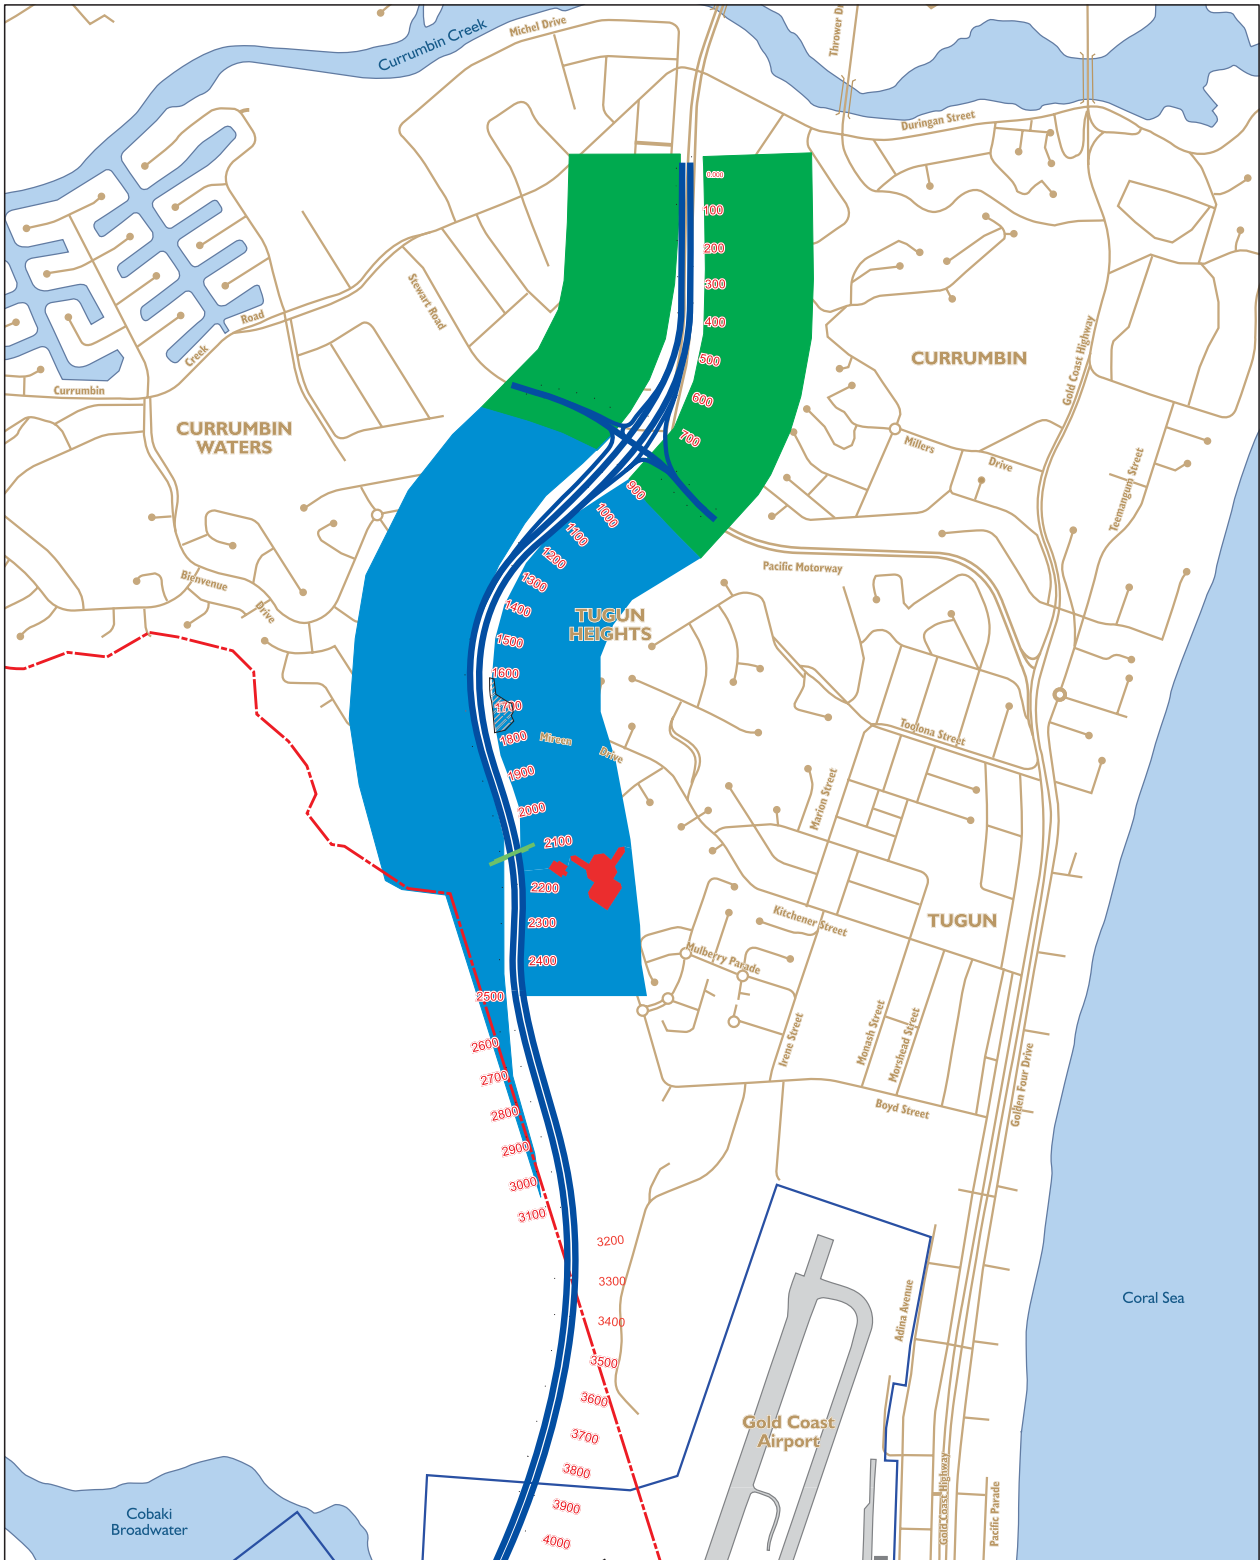 Currumbin Creek
Michel Drive
Thrower D
Duringan Street
0.000
100
200
300
400
500
600
700
900
1000
1100
1200
1300
1400
1500
1600
1700
1800
1900
2000
2100
2200
2300
2400
2500
2600
2700
2800
2900
3000
3100
3200
3300
3400
3500
3600
3700
3800
3900
4000
Stewart Road
Creek
Road
Currumbin
CURRUMBIN
WATERS
CURRUMBIN
Gold Coast Highway
Millers
Drive
Teemangum Street
Bienvenue
Drive
Pacific Motorway
TUGUN
HEIGHTS
Mireen
Drive
Toolona Street
Marion Street
Kitchener Street
TUGUN
Mulberry Parade
Irene Street
Monash Street
Morshead Street
Golden Four Drive
Boyd Street
Coral Sea
Adina Avenue
Gold Coast
Airport
Gold Coast Highway
Pacific Parade
Cobaki
Broadwater